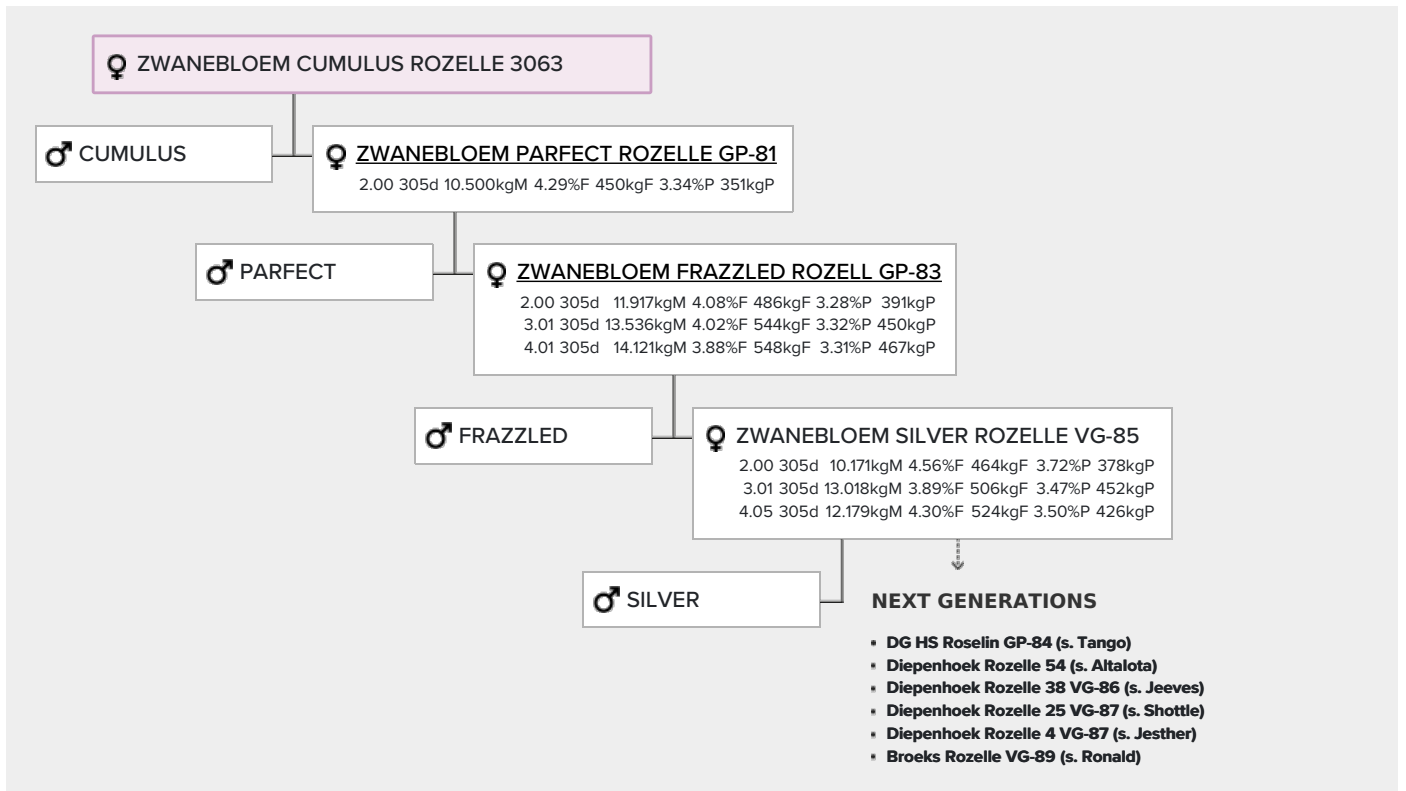 ZWANEBLOEM CUMULUS ROZELLE 3063
CUMULUS
ZWANEBLOEM PARFECT ROZELLE GP-81
2.00 305d 10.500kgM 4.29%F 450kgF 3.34%P 351kgP
PARFECT
ZWANEBLOEM FRAZZLED ROZELL GP-83
2.00 305d 11.917kgM 4.08%F 486kgF 3.28%P 391kgP
3.01 305d 13.536kgM 4.02%F 544kgF 3.32%P 450kgP
4.01 305d 14.121kgM 3.88%F 548kgF 3.31%P 467kgP
FRAZZLED
ZWANEBLOEM SILVER ROZELLE VG-85
2.00 305d 10.171kgM 4.56%F 464kgF 3.72%P 378kgP
3.01 305d 13.018kgM 3.89%F 506kgF 3.47%P 452kgP
4.05 305d 12.179kgM 4.30%F 524kgF 3.50%P 426kgP
SILVER
NEXT GENERATIONS
DG HS Roselin GP-84 (s. Tango)
Diepenhoek Rozelle 54 (s. Altalota)
Diepenhoek Rozelle 38 VG-86 (s. Jeeves)
Diepenhoek Rozelle 25 VG-87 (s. Shottle)
Diepenhoek Rozelle 4 VG-87 (s. Jesther)
Broeks Rozelle VG-89 (s. Ronald)